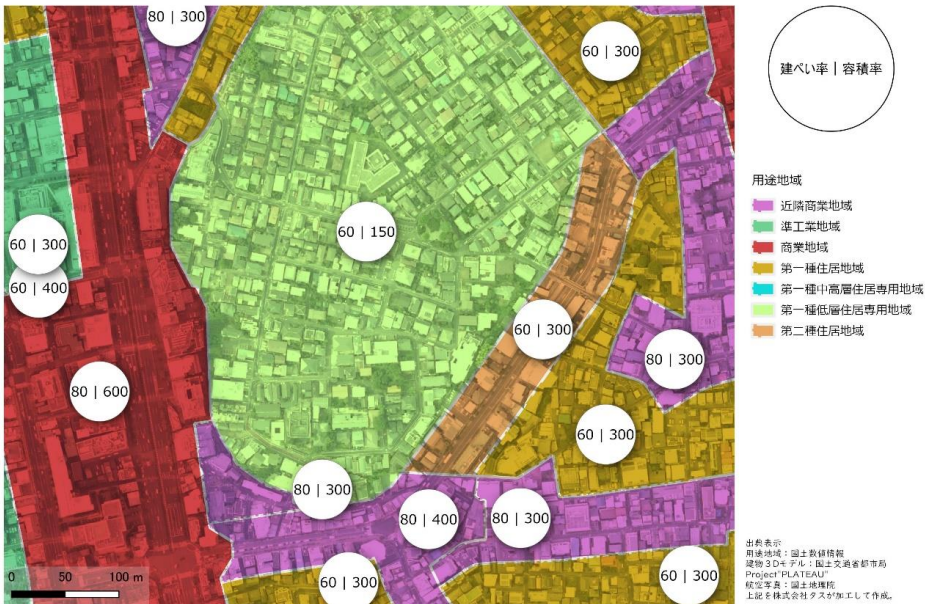 80 | 300
60 | 300
建ぺい率 | 容積率
用途地域
近隣商業地域
準工業地域
商業地域
第一種住居地域
第一種中高層住居専用地域
第一種低層住居専用地域
第二種住居地域
60 | 300
60 | 150
60 | 400
60 | 300
80 | 300
80 | 600
60 | 300
80 | 300
80 | 400
80 | 300
60 | 300
60 | 300
0 50 100 m
出典表示
用途地域：国土数値情報
建物３Dモデル：国土交通省都市局
Project"PLATEAU"
航空写真：国土地理院
上記を株式会社タスが加工して作成。